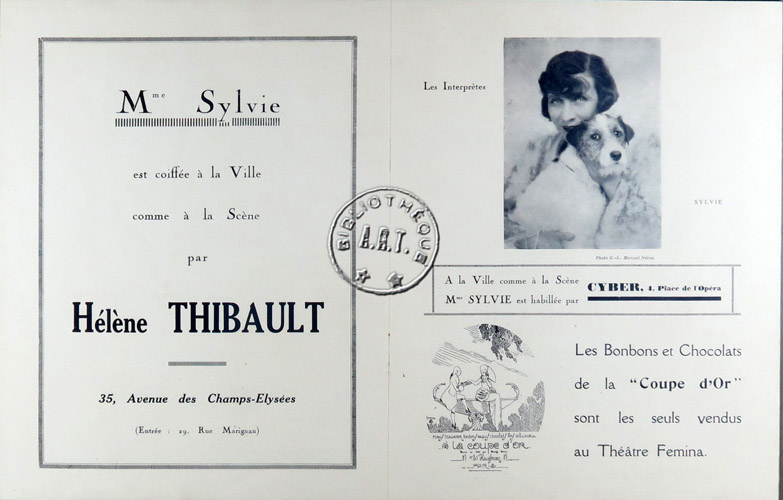 Mme Sylvie
est coiffée à la Ville
comme à la Scène
par
Hélène THIBAULT
35, Avenue des Champs-Elysées
(Entrée : 29, Rue Marignan)
BIBLIOTHÈQUE
A.R.T.
Les Interprètes
SYLVIE
Photo G.-L. Manuel frères
A la Ville comme à la Scène
Mme SYLVIE est habillée par
CYBER, 4, Place de l'Opéra
A LA COUPE D'OR
Les Bonbons et Chocolats
de la "Coupe d'Or"
sont les seuls vendus
au Théâtre Femina.